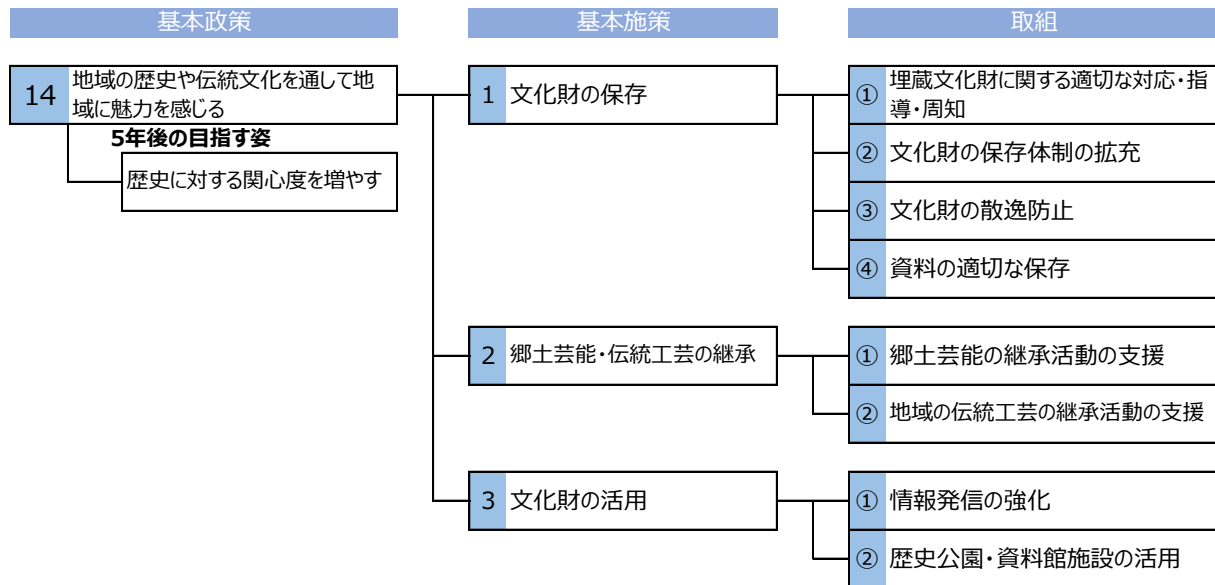 基本政策
基本施策
取組
14
地域の歴史や伝統文化を通して地
域に魅力を感じる
5年後の目指す姿
歴史に対する関心度を増やす
1 文化財の保存
① 埋蔵文化財に関する適切な対応・指
導・周知
② 文化財の保存体制の拡充
③ 文化財の散逸防止
④ 資料の適切な保存
2 郷土芸能・伝統工芸の継承
① 郷土芸能の継承活動の支援
② 地域の伝統工芸の継承活動の支援
3 文化財の活用
① 情報発信の強化
② 歴史公園・資料館施設の活用